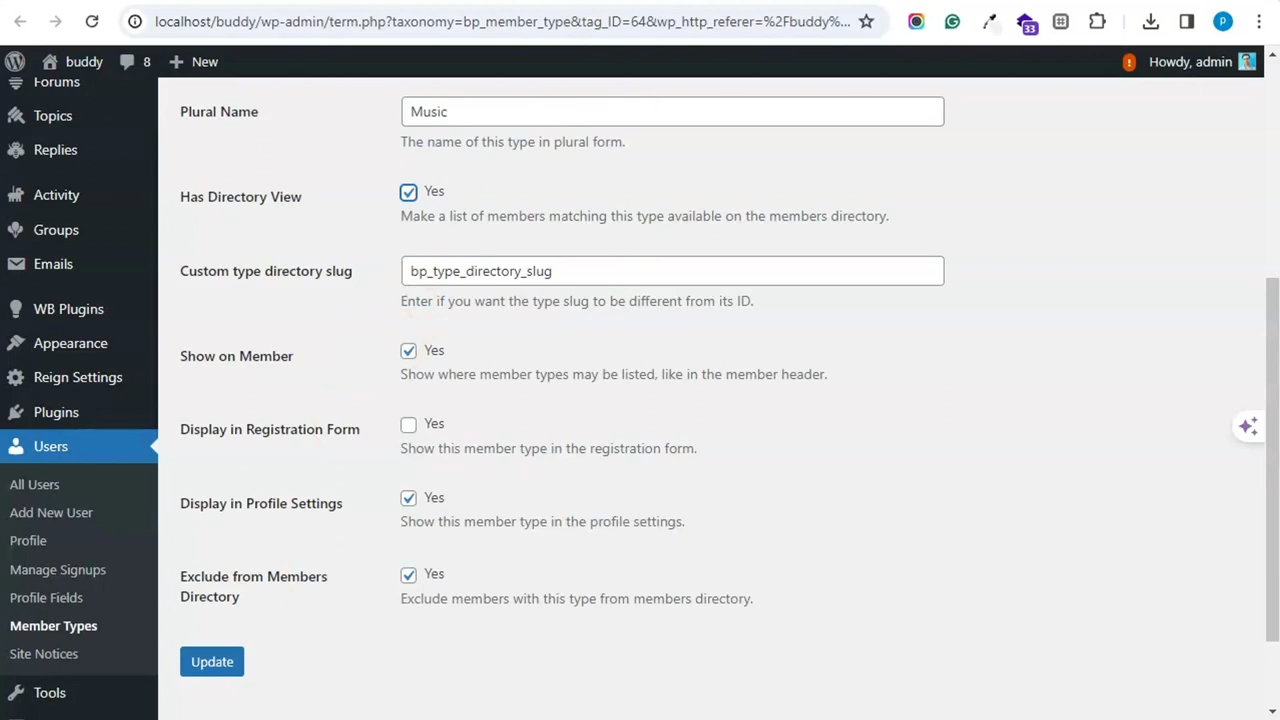 localhost/buddy/wp-admin/term.php?taxonomy=bp_member_type&tag_ID=64&wp_http_referer=%2Fbuddy%...
33
P
buddy 8 New Howdy, admin
Forums
Topics
Replies
Activity
Groups
Emails
WB Plugins
Appearance
Reign Settings
Plugins
Users
All Users
Add New User
Profile
Manage Signups
Profile Fields
Member Types
Site Notices
Tools
Plural Name
Music
The name of this type in plural form.
Has Directory View
Yes
Make a list of members matching this type available on the members directory.
Custom type directory slug
bp_type_directory_slug
Enter if you want the type slug to be different from its ID.
Show on Member
Yes
Show where member types may be listed, like in the member header.
Display in Registration Form
Yes
Show this member type in the registration form.
Display in Profile Settings
Yes
Show this member type in the profile settings.
Exclude from Members
Directory
Yes
Exclude members with this type from members directory.
Update